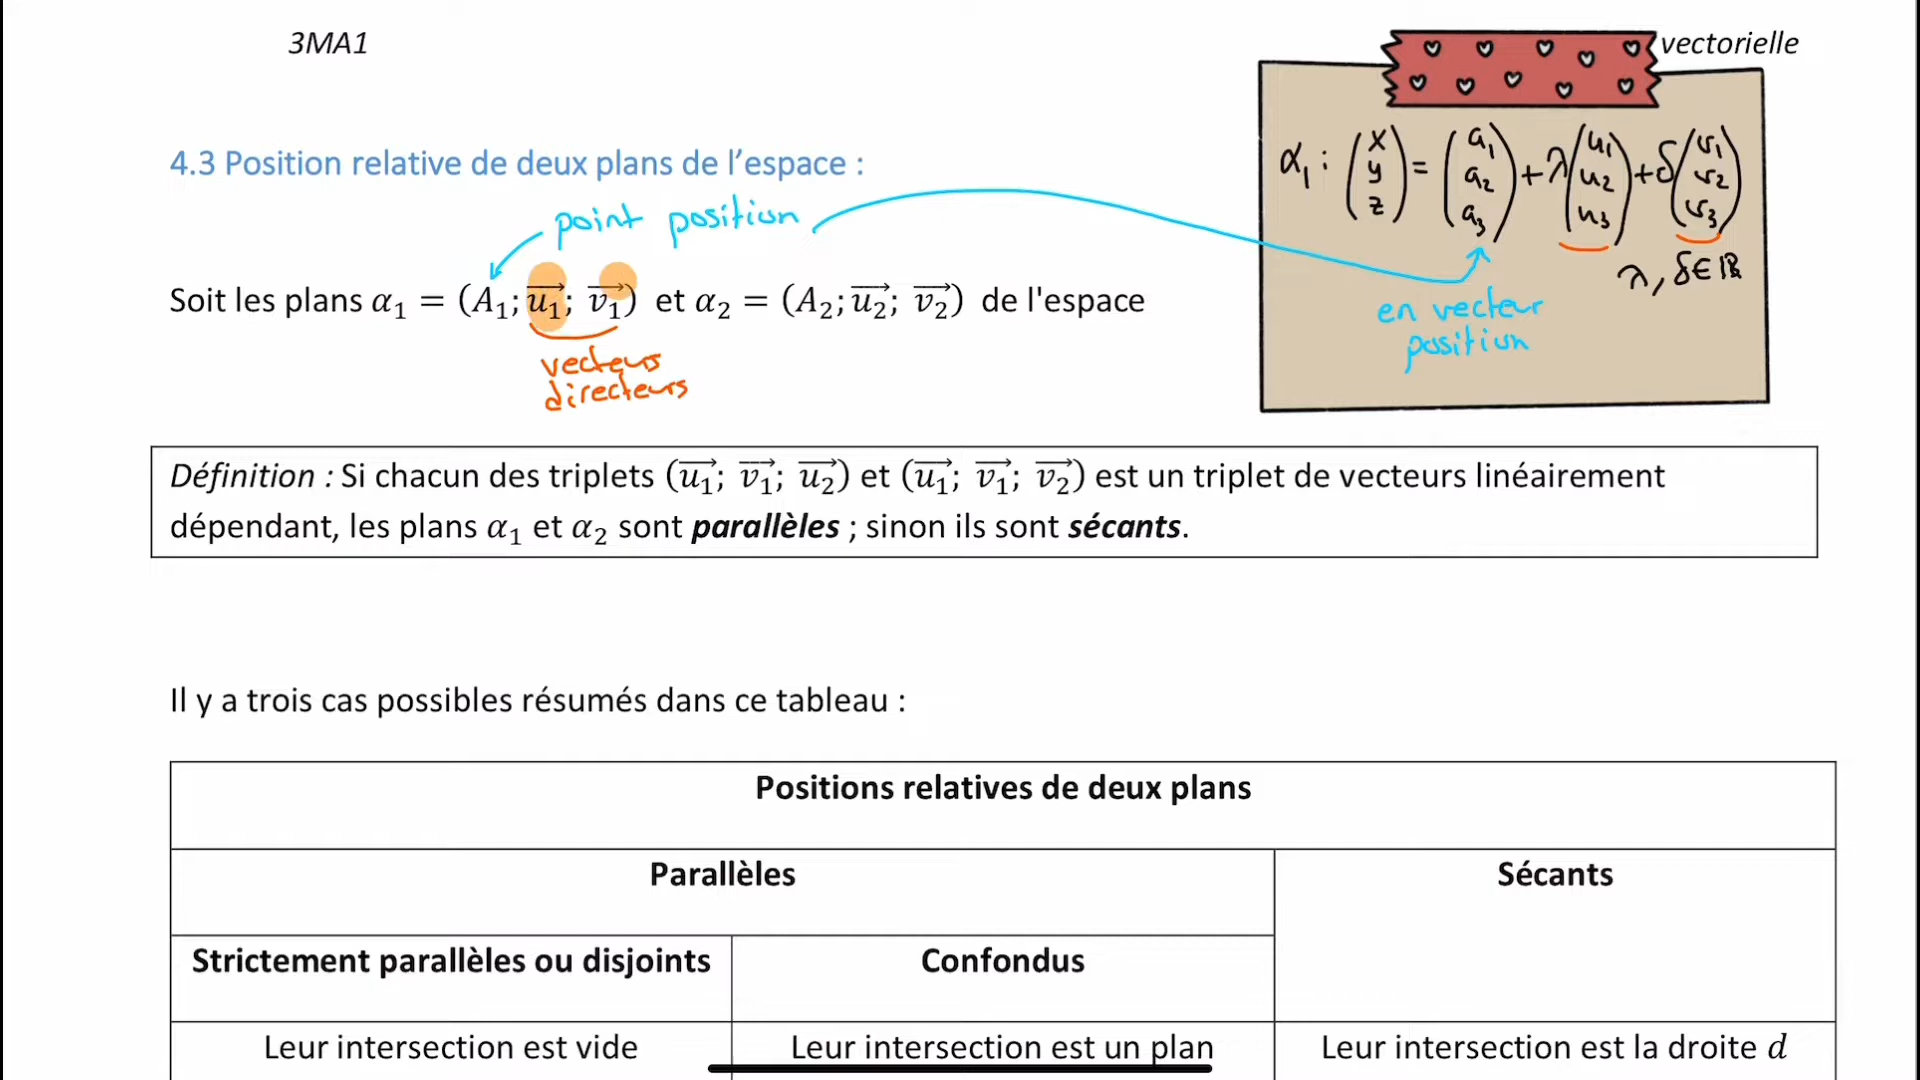 3MA1
vectorielle
α₁ : (x y z) = (a₁ a₂ a₃) + λ(u₁ u₂ u₃) + δ(v₁ v₂ v₃)
λ, δ ∈ ℝ
en vecteur
position
4.3 Position relative de deux plans de l’espace :
point position
Soit les plans α₁ = (A₁; u₁⃗; v₁⃗) et α₂ = (A₂; u₂⃗; v₂⃗) de l'espace
vecteurs
directeurs
Définition : Si chacun des triplets (u₁⃗; v₁⃗; u₂⃗) et (u₁⃗; v₁⃗; v₂⃗) est un triplet de vecteurs linéairement
dépendant, les plans α₁ et α₂ sont parallèles ; sinon ils sont sécants.
Il y a trois cas possibles résumés dans ce tableau :
Positions relatives de deux plans
Parallèles
Sécants
Strictement parallèles ou disjoints
Confondus
Leur intersection est vide
Leur intersection est un plan
Leur intersection est la droite d